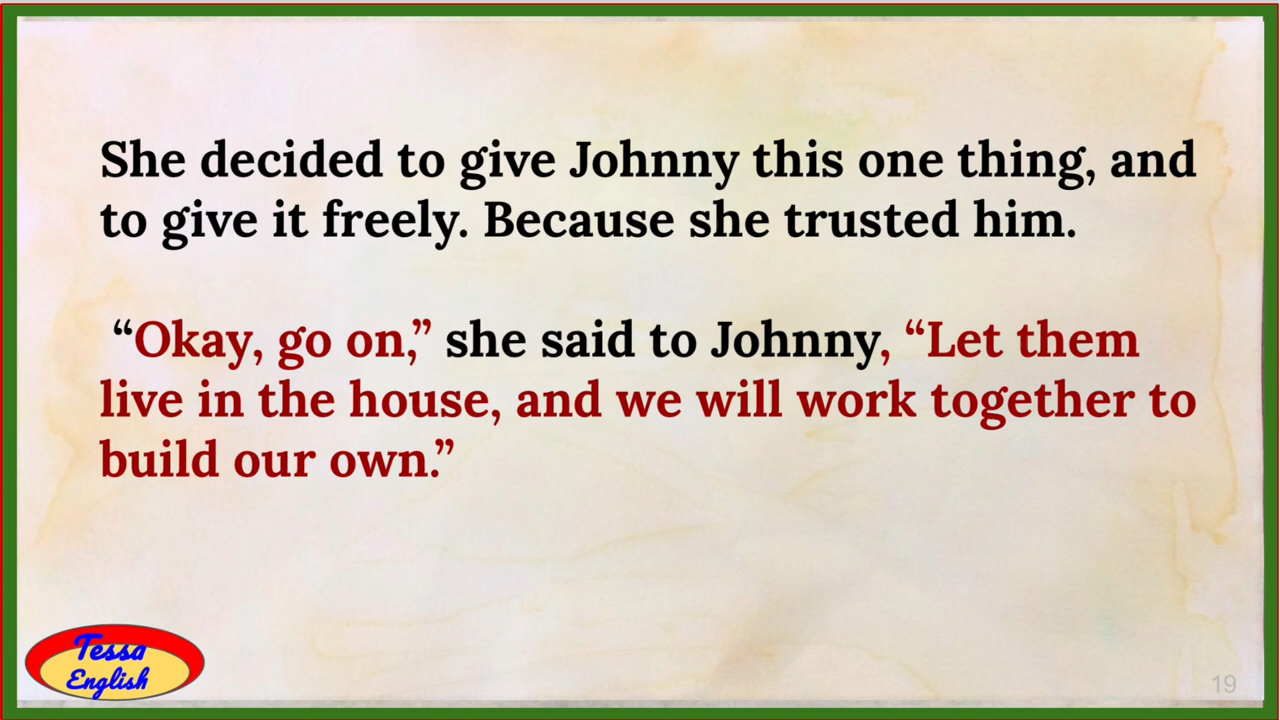 She decided to give Johnny this one thing, and
to give it freely. Because she trusted him.
“Okay, go on,” she said to Johnny, “Let them
live in the house, and we will work together to
build our own.”
Tessa
English
19